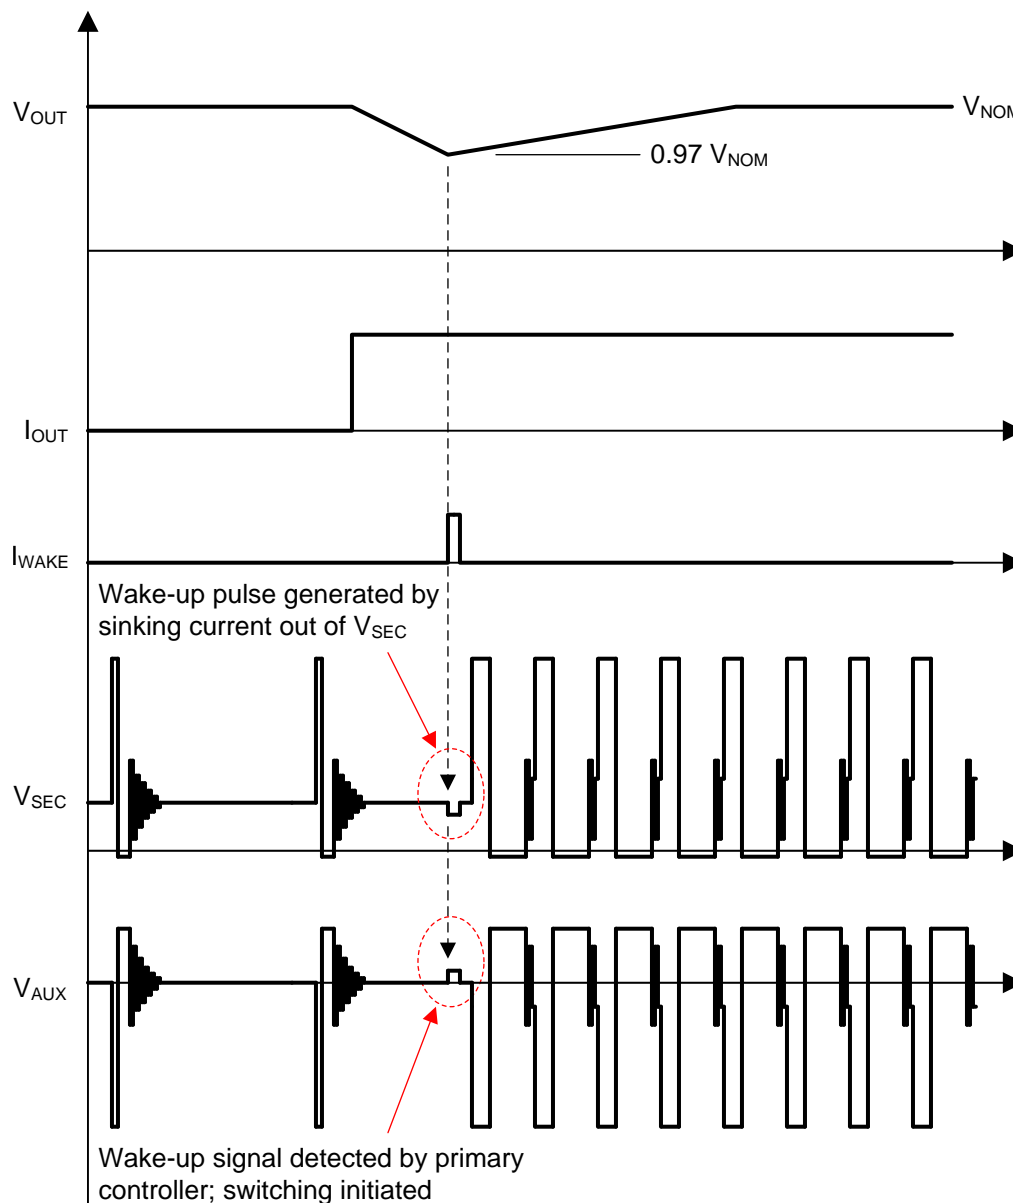 VOUT
VNOM
0.97 VNOM
IOUT
IWAKE
Wake-up pulse generated by
sinking current out of VSEC
VSEC
VAUX
Wake-up signal detected by primary
controller; switching initiated